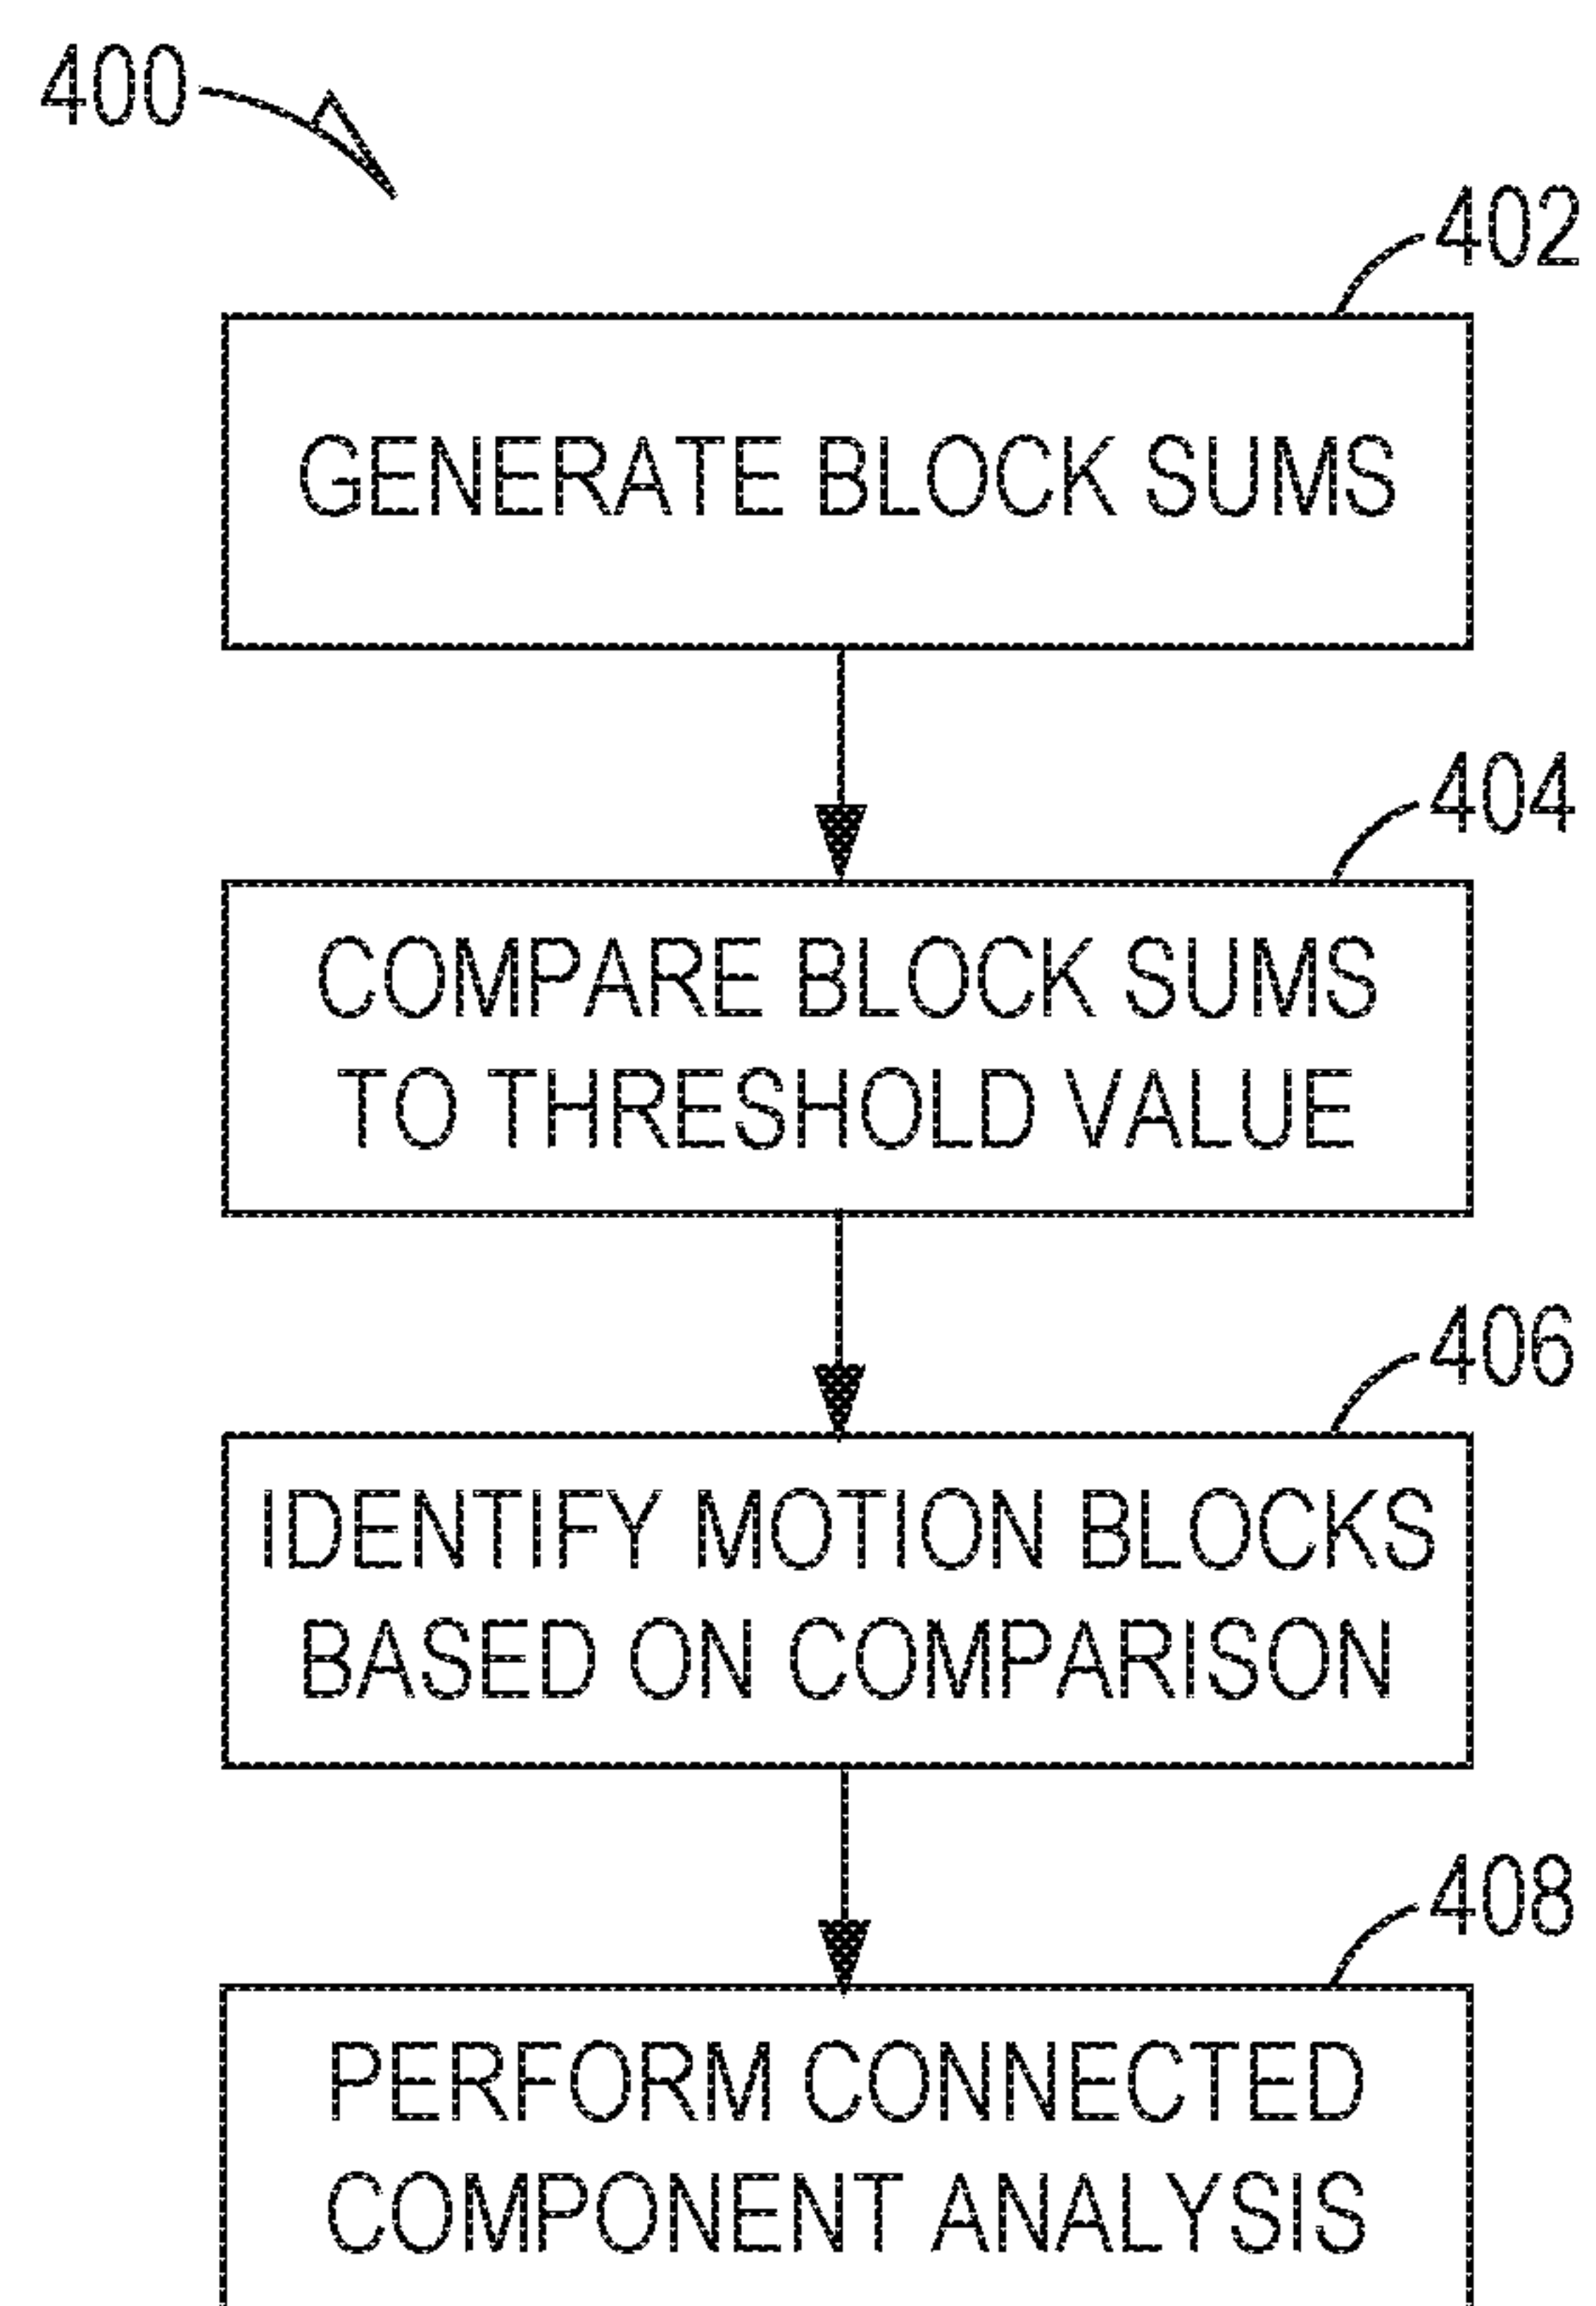 400
402
GENERATE BLOCK SUMS
404
COMPARE BLOCK SUMS
TO THRESHOLD VALUE
406
IDENTIFY MOTION BLOCKS
BASED ON COMPARISON
408
PERFORM CONNECTED
COMPONENT ANALYSIS